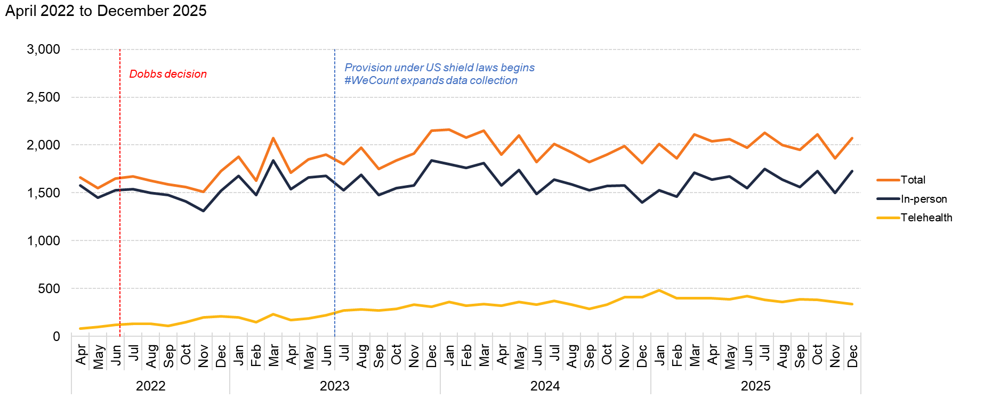 April 2022 to December 2025
3,000
2,500
2,000
1,500
1,000
500
0
Dobbs decision
Provision under US shield laws begins
#WeCount expands data collection
Total
In-person
Telehealth
Apr May Jun Jul Aug Sep Oct Nov Dec Jan Feb Mar Apr May Jun Jul Aug Sep Oct Nov Dec Jan Feb Mar Apr May Jun Jul Aug Sep Oct Nov Dec Jan Feb Mar Apr May Jun Jul Aug Sep Oct Nov Dec
2022 2023 2024 2025